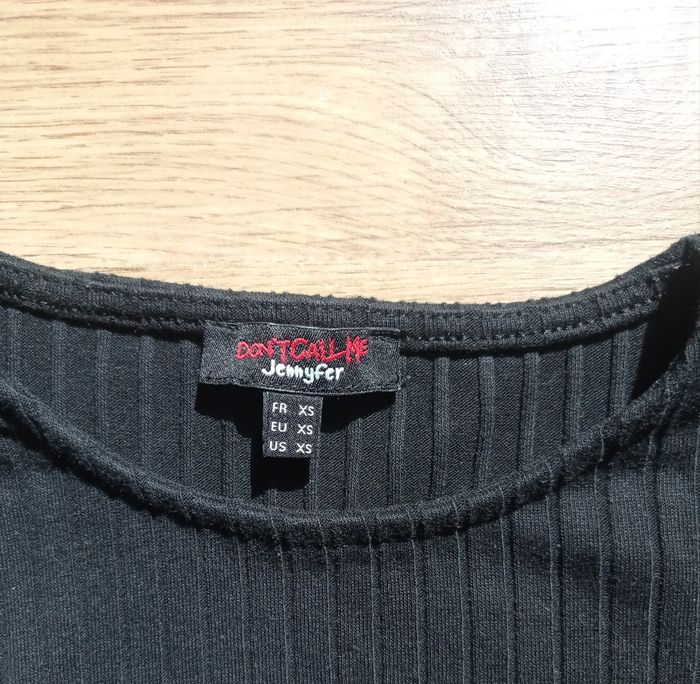 DON'T CALL ME
Jennyfer
FR XS
EU XS
US XS